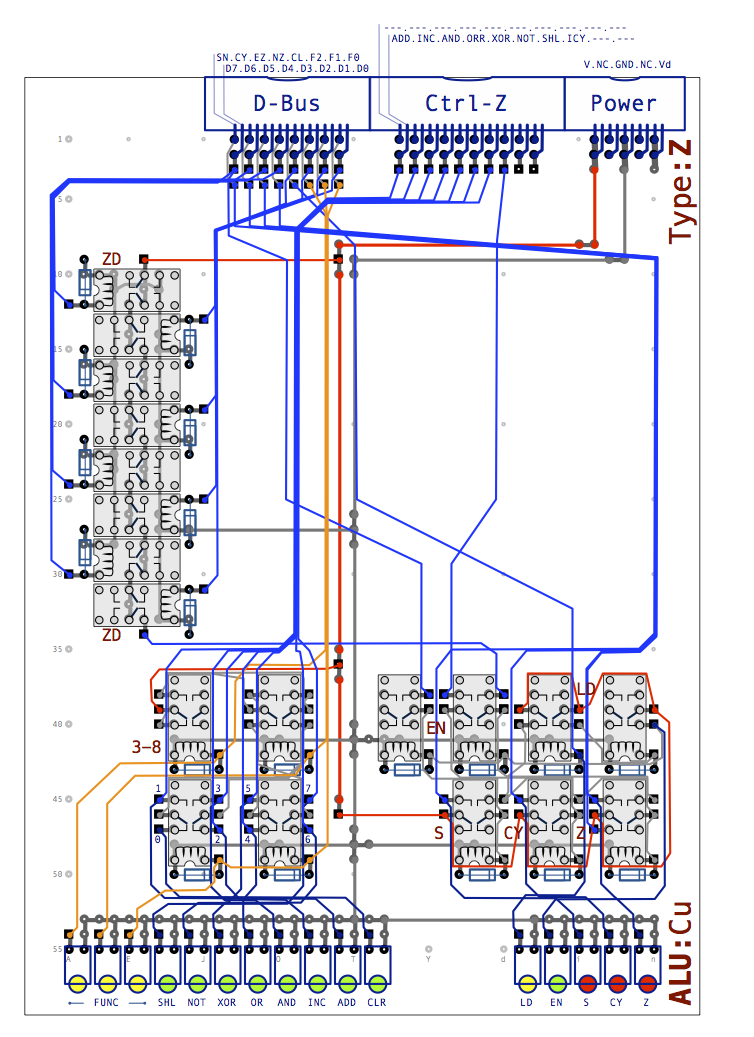 ---.---.---.---.---.---.---.---.---.---
ADD.INC.AND.ORR.XOR.NOT.SHL.ICY.---.---
SN.CY.EZ.NZ.CL.F2.F1.F0
D7.D6.D5.D4.D3.D2.D1.D0
V.NC.GND.NC.Vd
D-Bus
Ctrl-Z
Power
Type:Z
1
5
ZD
10
15
20
25
30
ZD
35
LD
40
EN
3-8
45
1
3
5
7
S
CY
Z
0
2
4
6
50
ALU:Cu
55
A
E
J
T
Y
d
i
n
← FUNC → SHL NOT XOR OR AND INC ADD CLR
LD EN S CY Z